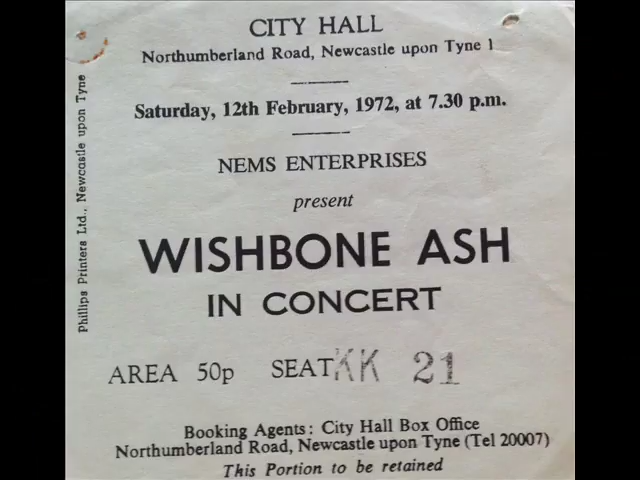 CITY HALL
Northumberland Road, Newcastle upon Tyne 1
Saturday, 12th February, 1972, at 7.30 p.m.
NEMS ENTERPRISES
present
WISHBONE ASH
IN CONCERT
AREA 50p SEAT KK 21
Booking Agents: City Hall Box Office
Northumberland Road, Newcastle upon Tyne (Tel 20007)
This Portion to be retained
Phillips Printers Ltd., Newcastle upon Tyne